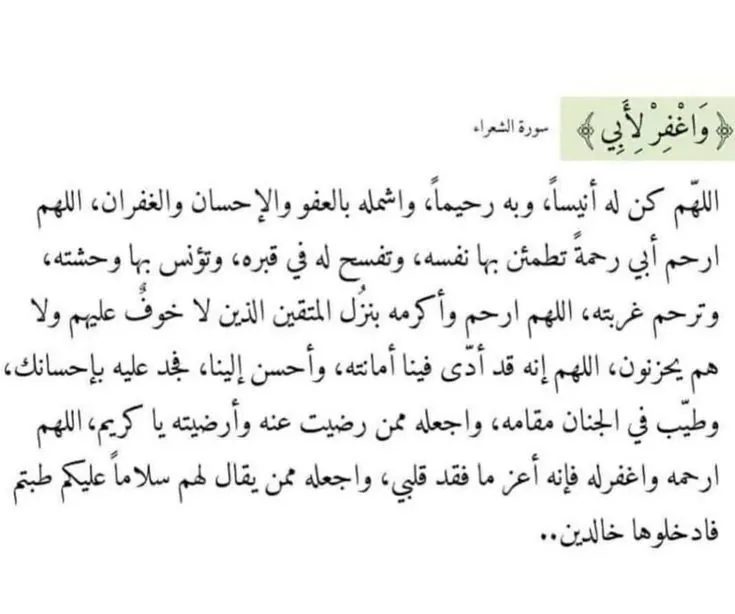 ﴿ وَاغْفِرْ لِأَبِي ﴾ سورة الشعراء
اللهّم كن له أنيساً، وبه رحيماً، واشمله بالعفو والإحسان والغفران، اللهم
ارحم أبي رحمةً تطمئن بها نفسه، وتفسح له في قبره، وتؤنس بها وحشته،
وترحم غربته، اللهم ارحم وأكرمه بنزُل المتقين الذين لا خوفٌ عليهم ولا
هم يحزنون، اللهم إنه قد أدّى فينا أمانته، وأحسن إلينا، فجد عليه بإحسانك،
وطيّب في الجنان مقامه، واجعله ممن رضيت عنه وأرضيته يا كريم، اللهم
ارحمه واغفرله فإنه أعز ما فقد قلبي، واجعله ممن يقال لهم سلاماً عليكم طبتم
فادخلوها خالدين..